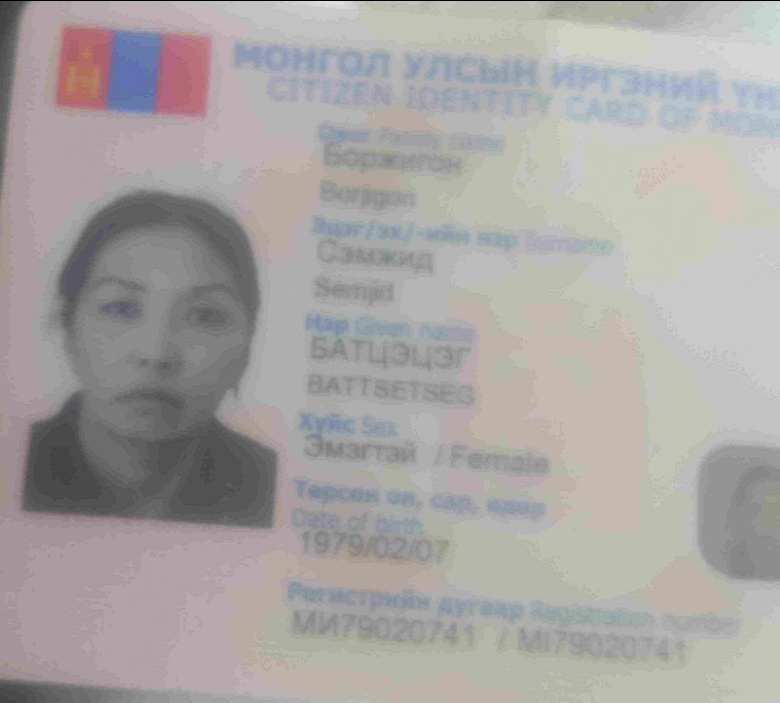 МОНГОЛ УЛСЫН ИРГЭНИЙ ҮН
CITIZEN IDENTITY CARD OF MON
Овог Family name
Боржигон
Borjigon
Эцэг/эх/-ийн нэр Surname
Сэмжид
Semjid
Нэр Given name
БАТЦЭЦЭГ
BATTSETSEG
Хүйс Sex
Эмэгтэй / Female
Төрсөн он, сар, өдөр
Date of birth
1979/02/07
Регистрийн дугаар Registration number
МИ79020741 / MI79020741